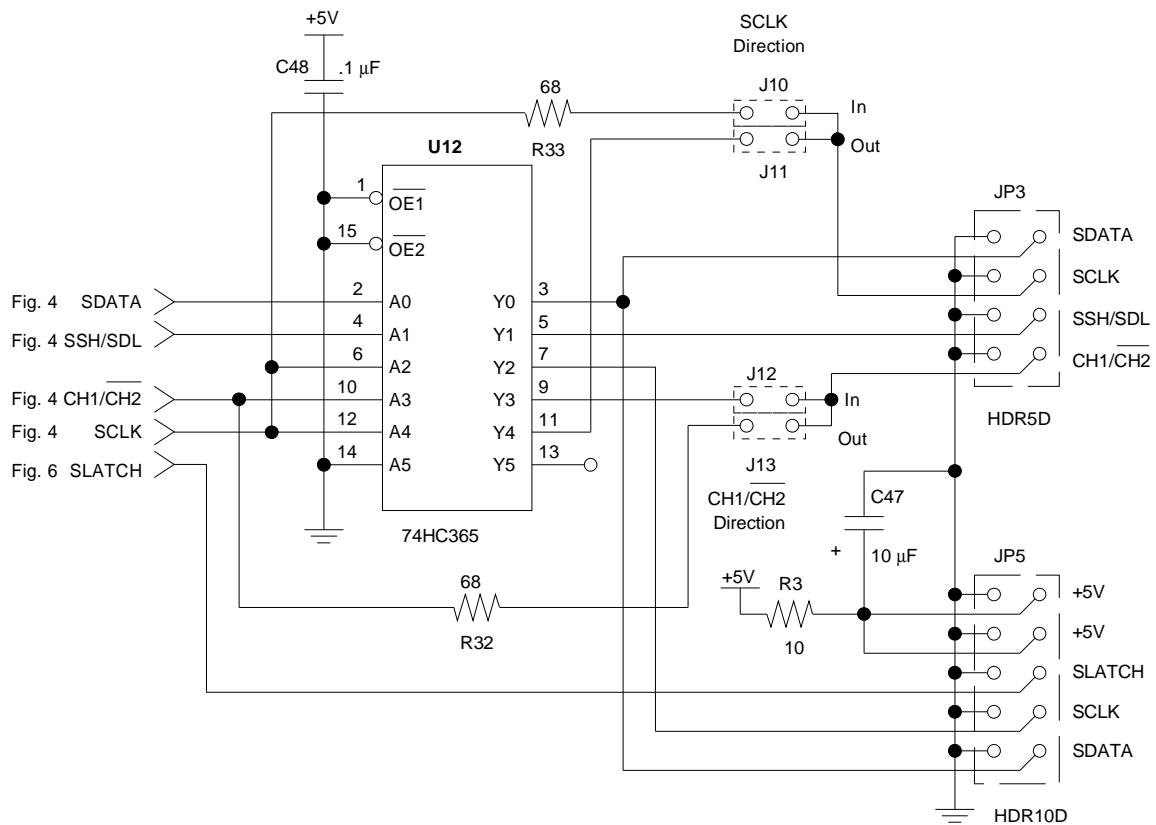 SCLK
Direction
+5V
C48 .1 µF
68
J10
In
R33
Out
U12
J11
1
OE1
JP3
15
OE2
SDATA
SCLK
Fig. 4 SDATA
2
A0
Y0
3
Fig. 4 SSH/SDL
4
A1
Y1
5
SSH/SDL
6
A2
Y2
7
CH1/CH2
Fig. 4 CH1/CH2
10
A3
Y3
9
J12
In
Fig. 4 SCLK
12
A4
Y4
11
Out
HDR5D
Fig. 6 SLATCH
14
A5
Y5
13
J13
CH1/CH2
Direction
C47
74HC365
+
10 µF
JP5
68
R32
+5V
R3
10
+5V
+5V
SLATCH
SCLK
SDATA
HDR10D